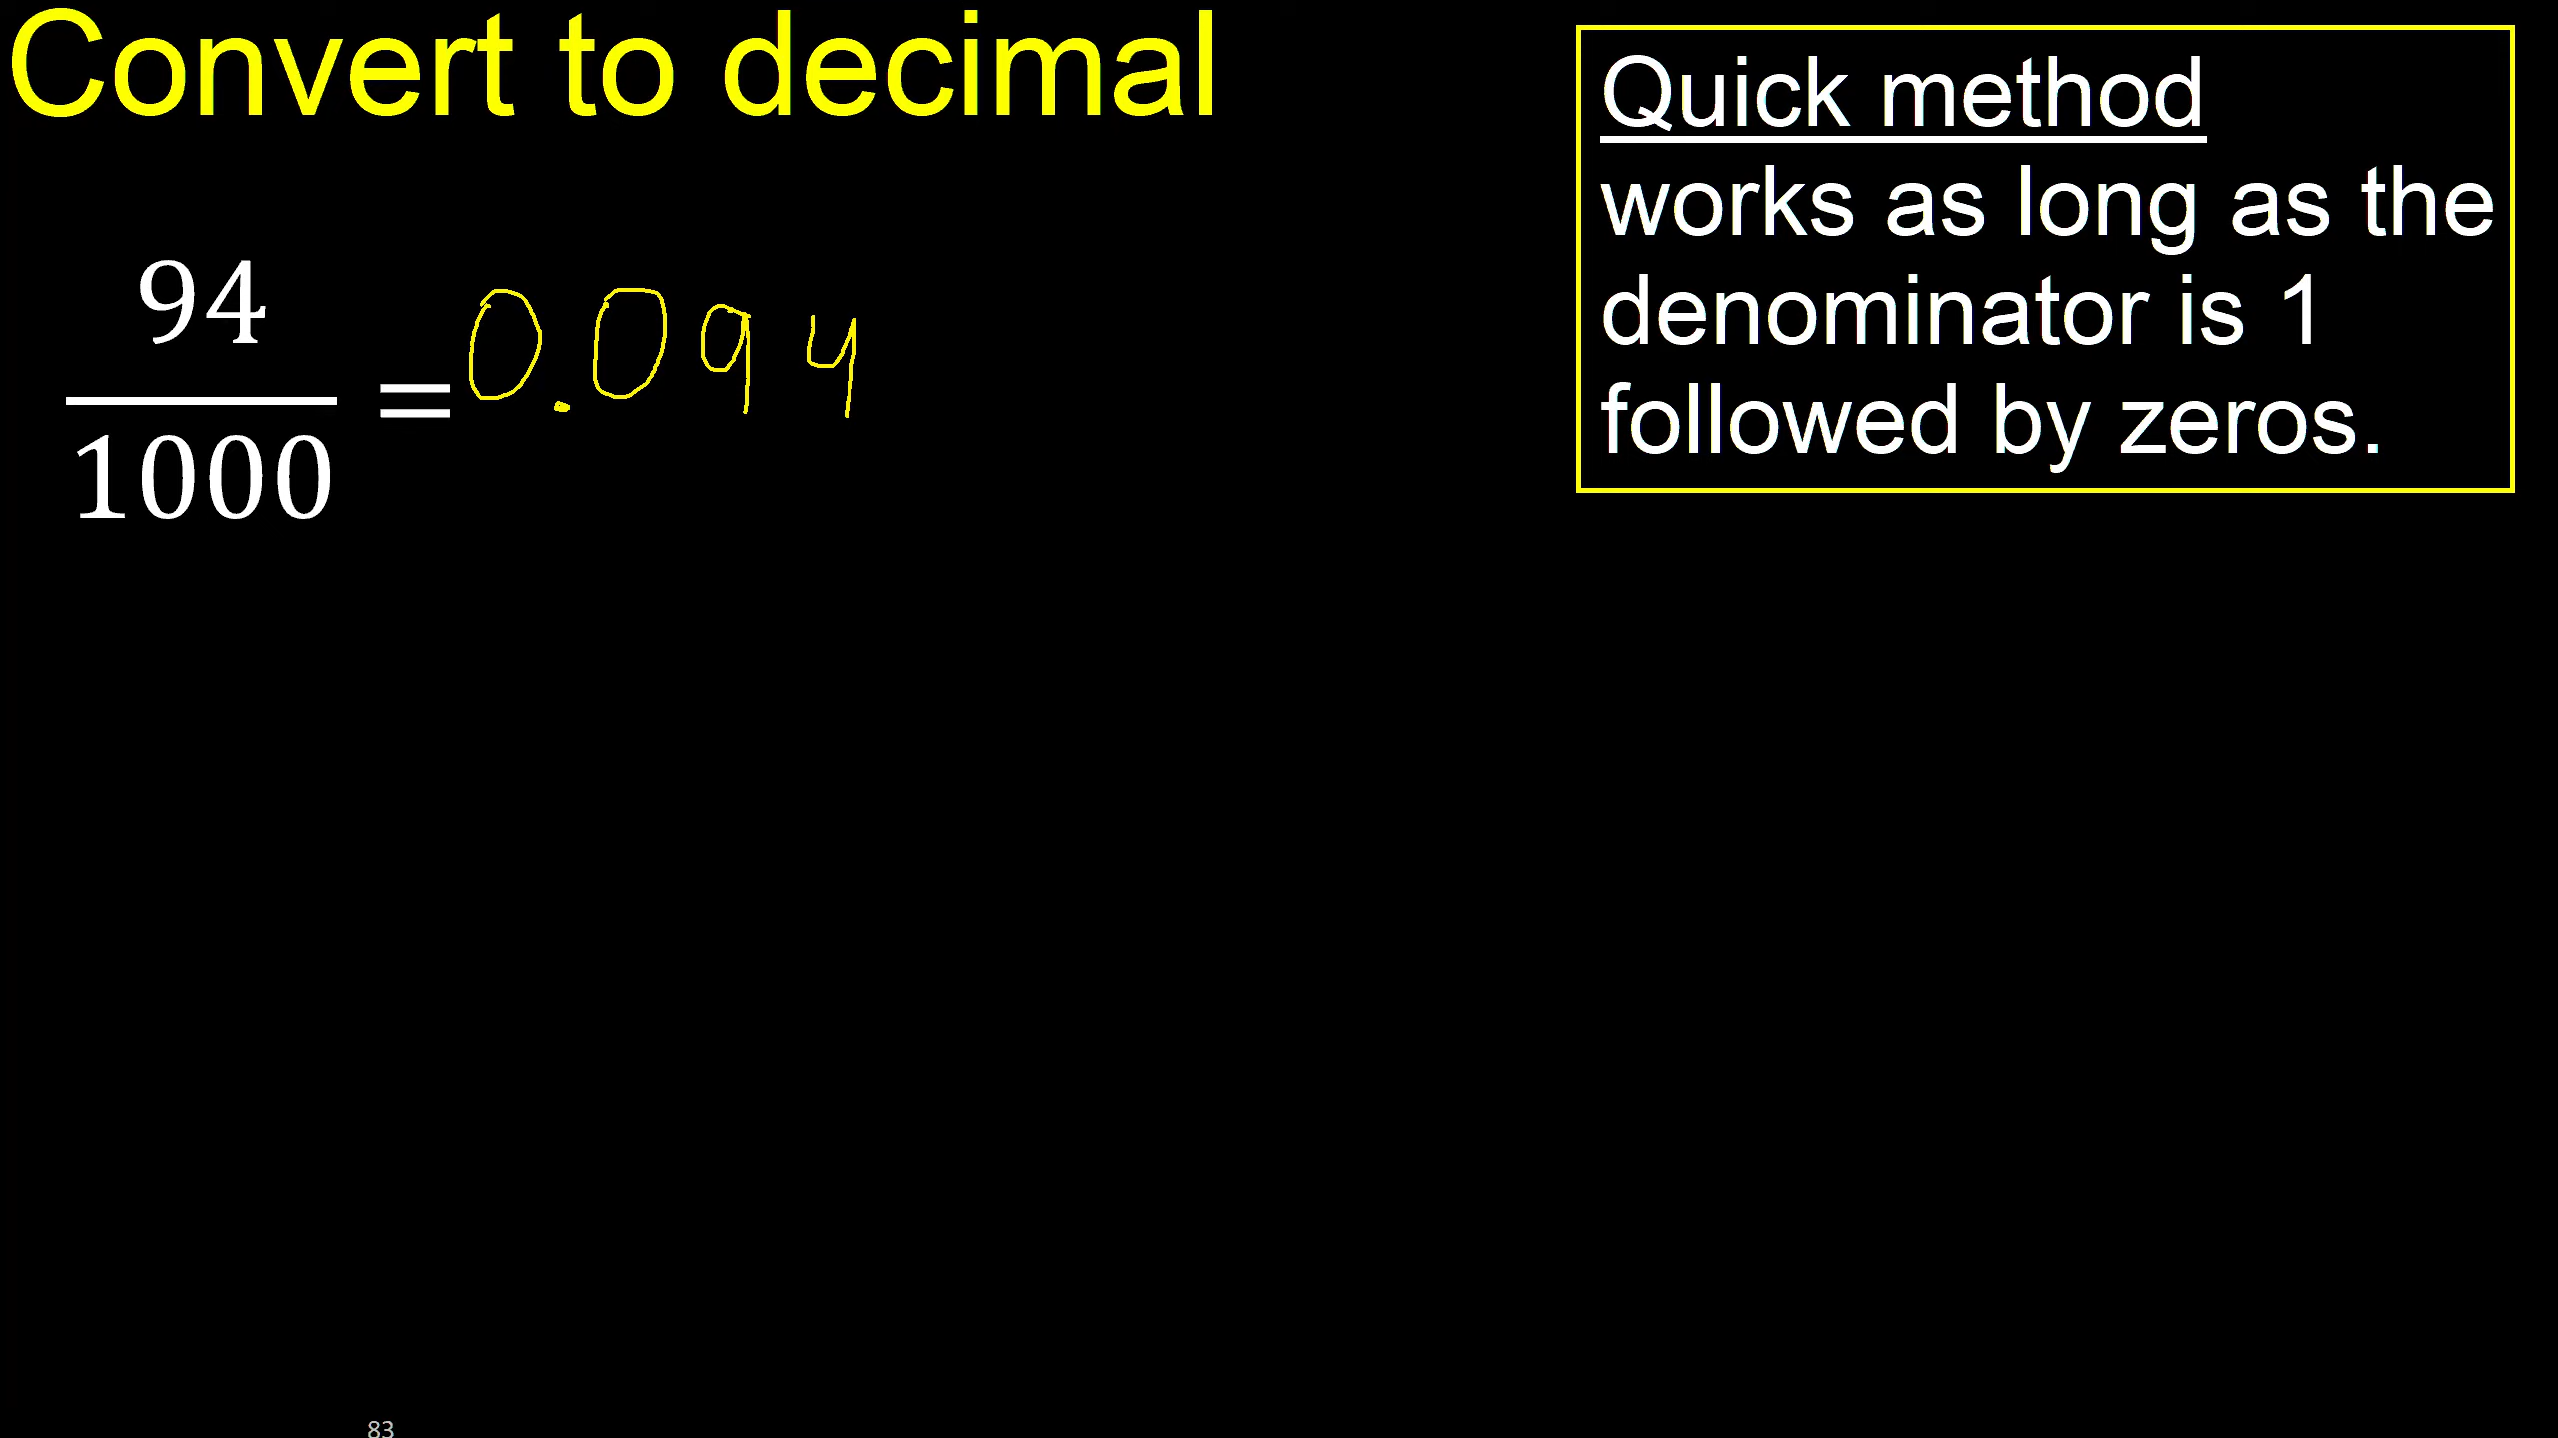 Convert to decimal
94
1000
= 0.094
Quick method
works as long as the
denominator is 1
followed by zeros.
83